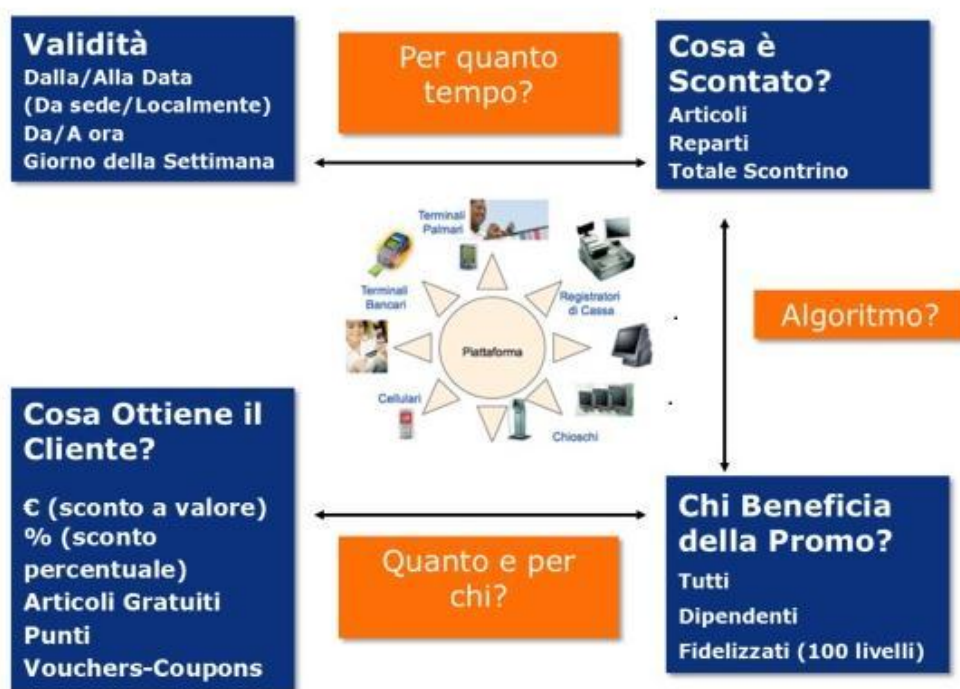 Validità
Dalla/Alla Data
(Da sede/Localmente)
Da/A ora
Giorno della Settimana
Per quanto
tempo?
Cosa è
Scontato?
Articoli
Reparti
Totale Scontrino
Terminali
Palmari
Terminali
Bancari
Registratori
di Cassa
Piattaforma
Cellulari
Chioschi
Algoritmo?
Cosa Ottiene il
Cliente?
€ (sconto a valore)
% (sconto
percentuale)
Articoli Gratuiti
Punti
Vouchers-Coupons
Quanto e per
chi?
Chi Beneficia
della Promo?
Tutti
Dipendenti
Fidelizzati (100 livelli)